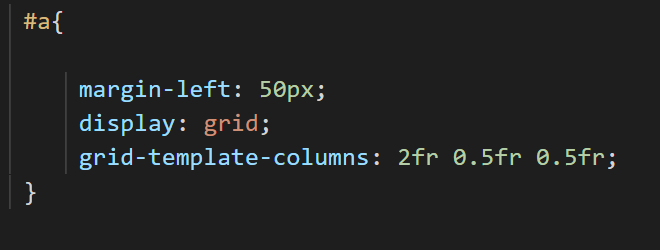 #a{
margin-left: 50px;
display: grid;
grid-template-columns: 2fr 0.5fr 0.5fr;
}